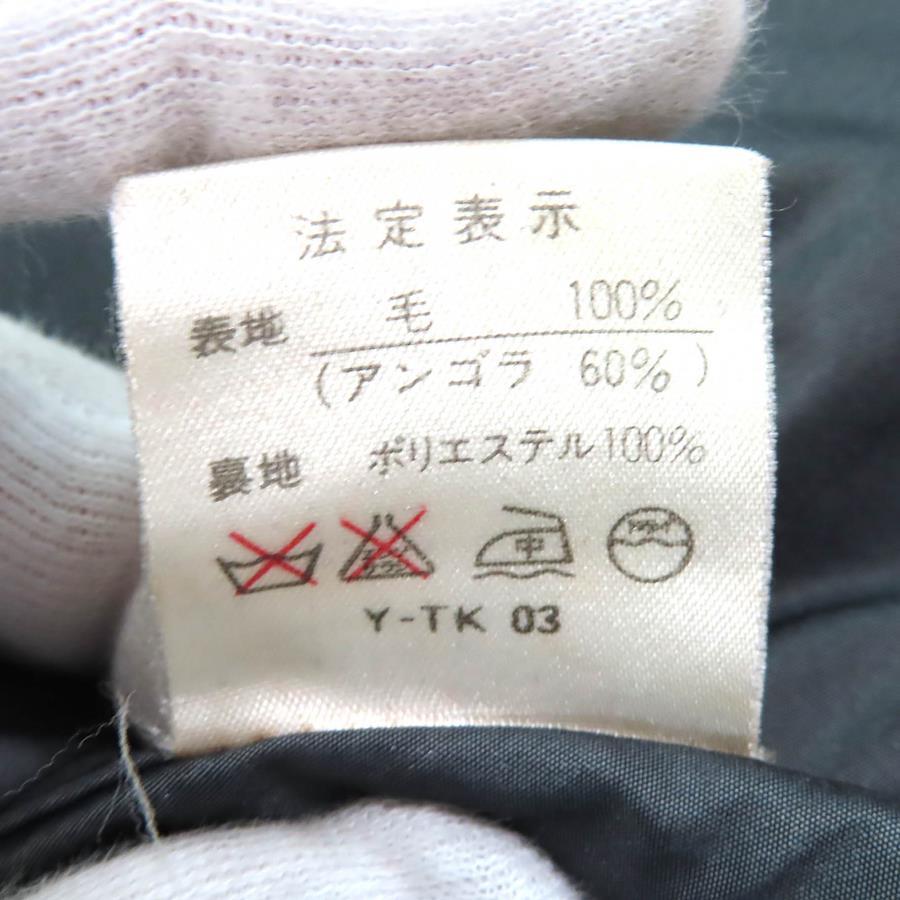 法定表示
表地 毛 100%
(アンゴラ 60%)
裏地 ポリエステル100%
中
Y-TK 03